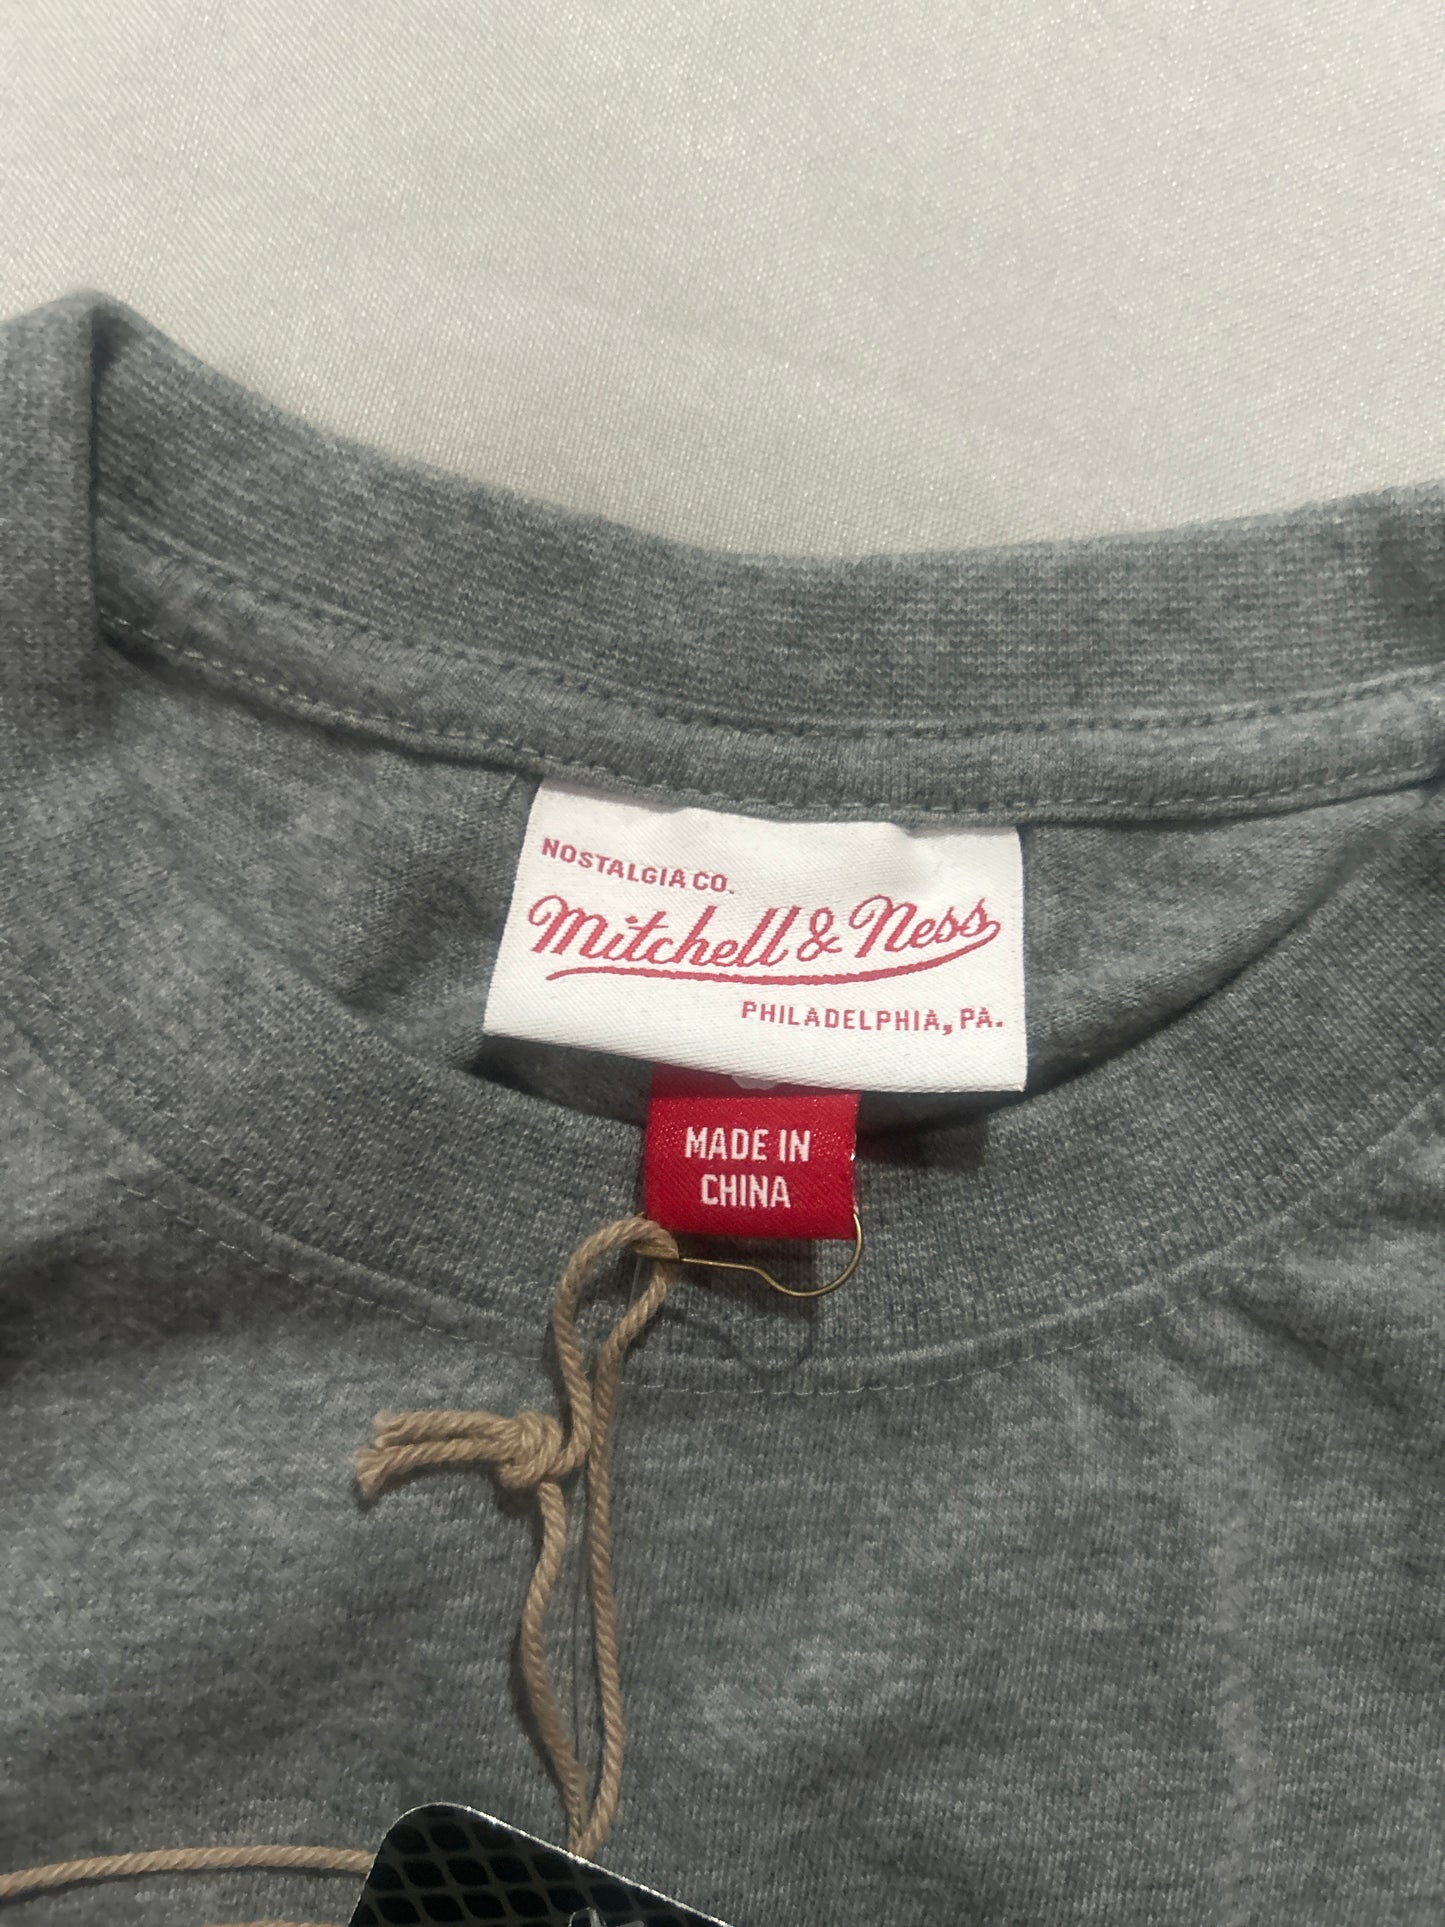 NOSTALGIA CO.
Mitchell & Ness
PHILADELPHIA, PA.
MADE IN
CHINA